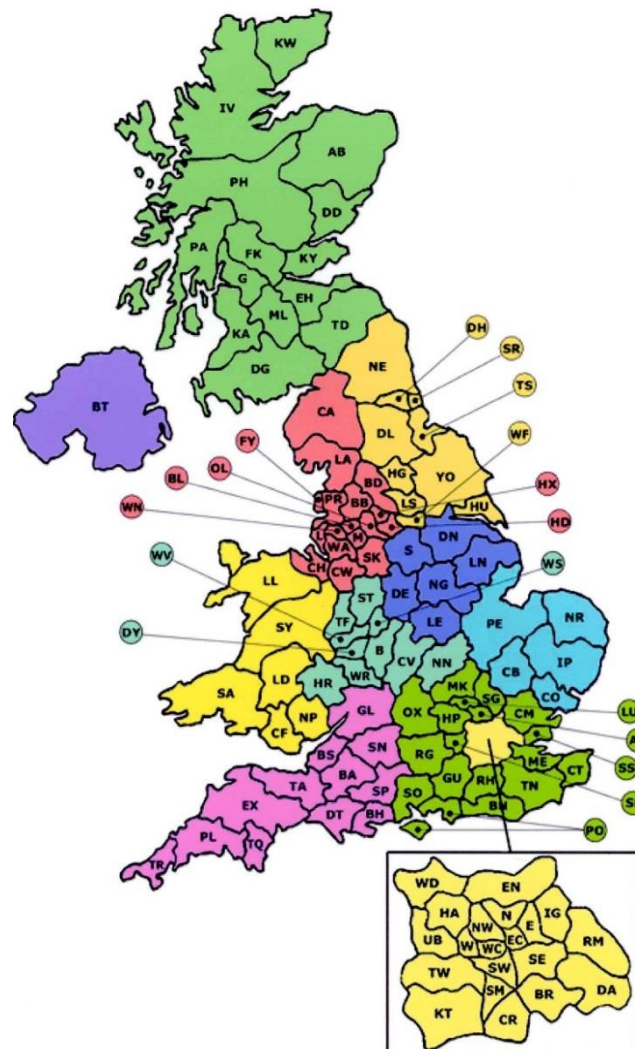 KW
IV
AB
PH
DD
PA
FK
KY
G
EH
ML
TD
KA
DG
DH
NE
SR
BT
TS
CA
DL
FY
WF
LA
HG
YO
OL
BD
HX
BL
PR
BB
LS
HU
WN
HD
L
M
DN
WA
S
WV
CH
CW
SK
LN
WS
LL
ST
DE
NG
TF
LE
PE
NR
DY
SY
B
CV
NN
CB
IP
HR
WR
LD
SA
MK
CO
GL
OX
SG
CM
LU
NP
HP
A
CF
BS
SN
RG
ME
SS
BA
GU
CT
TA
SP
RH
TN
EX
SO
BN
DT
BH
PO
PL
TQ
TR
WD
EN
HA
N
IG
NW
E
UB
EC
RM
W
WC
SW
SE
TW
SM
DA
KT
CR
BR